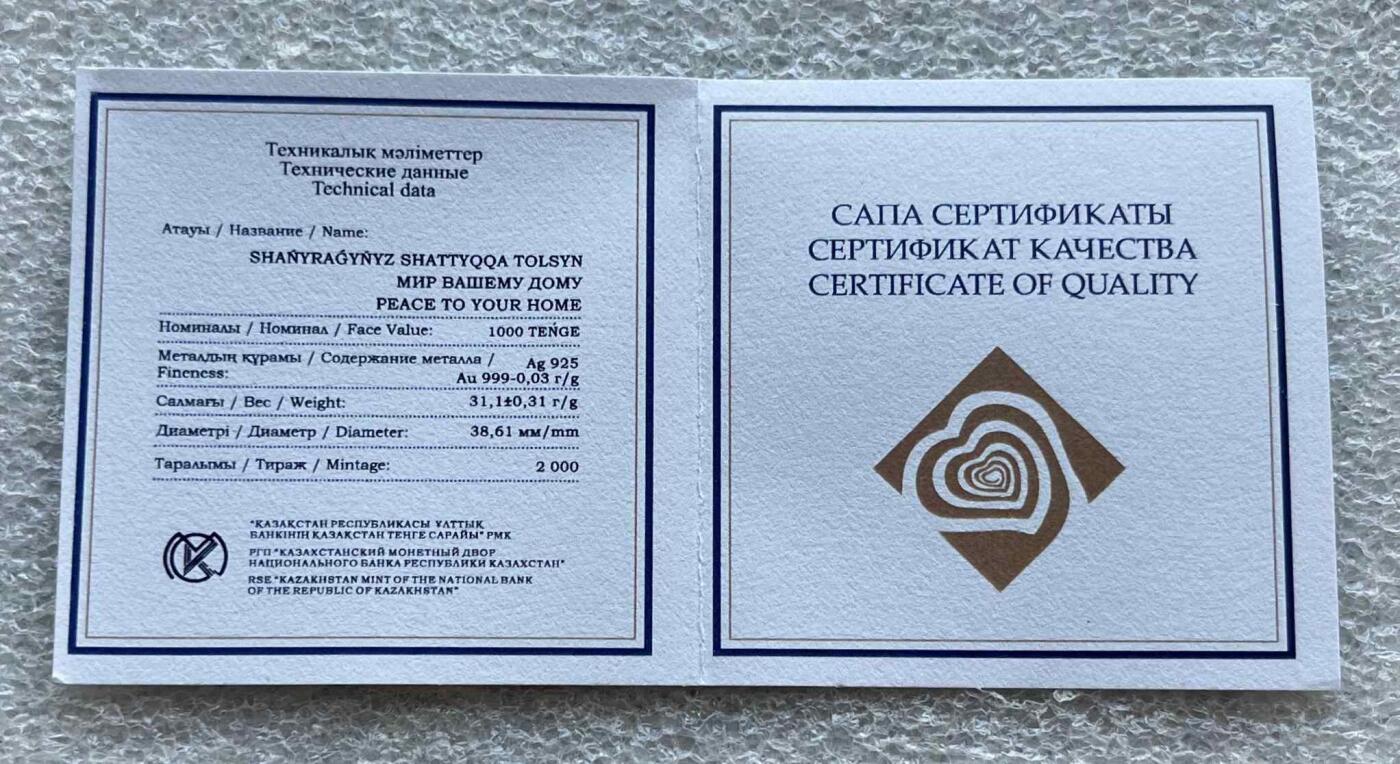 Техникалық мәліметтер
Технические данные
Technical data
Атауы / Название / Name:
SHAŃYRAǴYŃYZ SHATTYQQA TOLSYN
МИР ВАШЕМУ ДОМУ
PEACE TO YOUR HOME
Номиналы / Номинал / Face Value: 1000 TEŃGE
Металдың құрамы / Содержание металла / Ag 925
Fineness: Au 999-0,03 г/g
Салмағы / Вес / Weight: 31,1±0,31 г/g
Диаметрі / Диаметр / Diameter: 38,61 мм/mm
Таралымы / Тираж / Mintage: 2 000
"ҚАЗАҚСТАН РЕСПУБЛИКАСЫ ҰЛТТЫҚ
БАНКІНІҢ ҚАЗАҚСТАН ТЕҢГЕ САРАЙЫ" РМК
РГП "КАЗАХСТАНСКИЙ МОНЕТНЫЙ ДВОР
НАЦИОНАЛЬНОГО БАНКА РЕСПУБЛИКИ КАЗАХСТАН"
RSE "KAZAKHSTAN MINT OF THE NATIONAL BANK
OF THE REPUBLIC OF KAZAKHSTAN"
САПА СЕРТИФИКАТЫ
СЕРТИФИКАТ КАЧЕСТВА
CERTIFICATE OF QUALITY